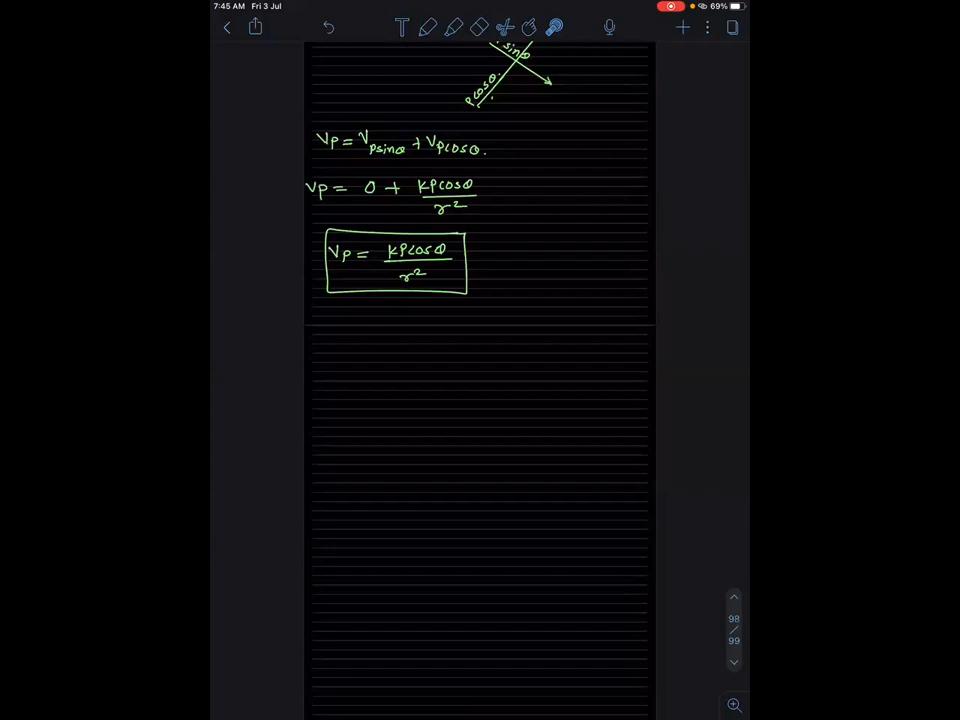 7:45 AM Fri 3 Jul 69%
T
sinθ
Pcosθ
VP = VPsinθ + VPcosθ.
VP = 0 + KPcosθ / r²
VP = KPcosθ / r²
98
/
99